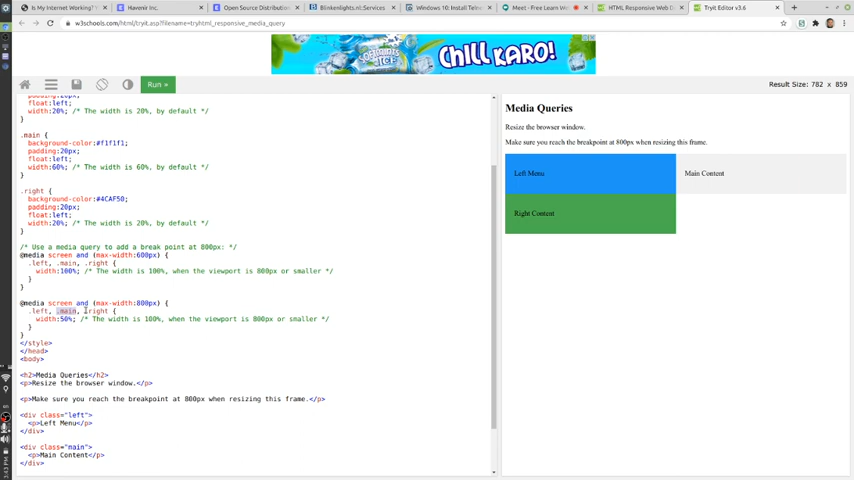 Is My Internet Working?
Havenir Inc.
Open Source Distribution
Blinkenlights.nl:Services
Windows 10: Install Telne
Meet - Free Learn We
HTML Responsive Web D
Tryit Editor v3.6
w3schools.com/html/tryit.asp?filename=tryhtml_responsive_media_query
CHILL KARO!
Run »
Result Size: 782 x 859
padding:20px;
float:left;
width:20%; /* The width is 20%, by default */
}
.main {
background-color:#f1f1f1;
padding:20px;
float:left;
width:60%; /* The width is 60%, by default */
}
.right {
background-color:#4CAF50;
padding:20px;
float:left;
width:20%; /* The width is 20%, by default */
}
/* Use a media query to add a break point at 800px: */
@media screen and (max-width:600px) {
.left, .main, .right {
width:100%; /* The width is 100%, when the viewport is 800px or smaller */
}
}
@media screen and (max-width:800px) {
.left, .main, .right {
width:50%; /* The width is 100%, when the viewport is 800px or smaller */
}
}
</style>
</head>
<body>
<h2>Media Queries</h2>
<p>Resize the browser window.</p>
<p>Make sure you reach the breakpoint at 800px when resizing this frame.</p>
<div class="left">
<p>Left Menu</p>
</div>
<div class="main">
<p>Main Content</p>
</div>
Media Queries
Resize the browser window.
Make sure you reach the breakpoint at 800px when resizing this frame.
Left Menu
Main Content
Right Content
3:43 PM